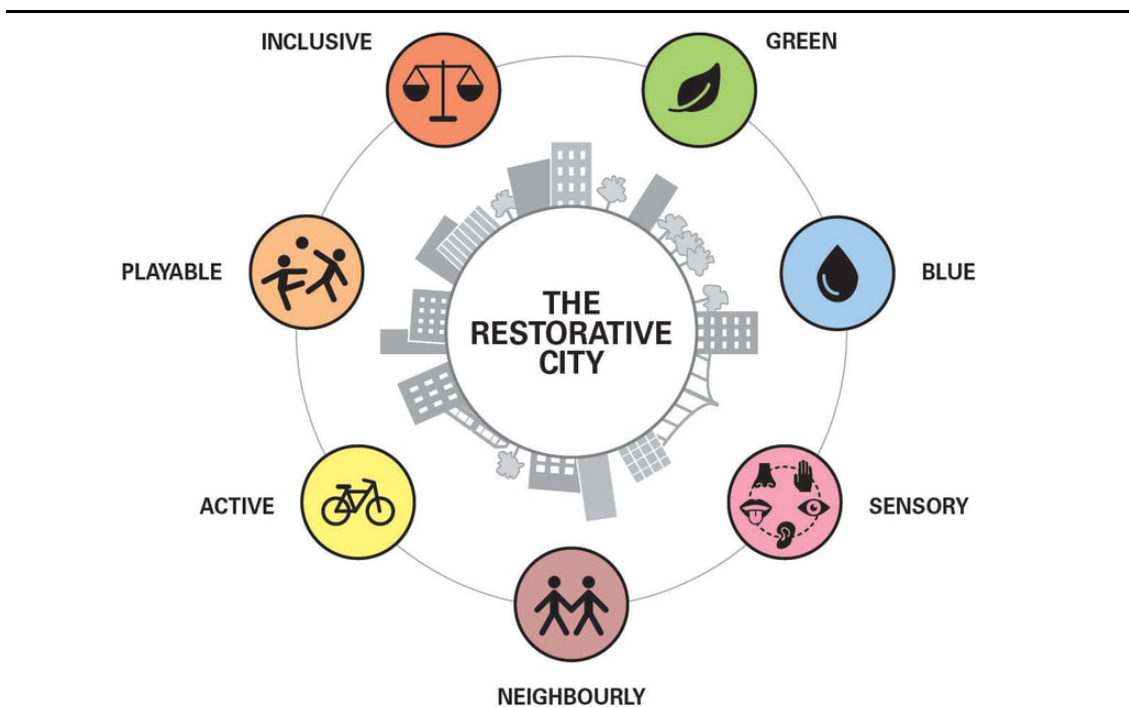 INCLUSIVE
GREEN
PLAYABLE
BLUE
THE
RESTORATIVE
CITY
ACTIVE
SENSORY
NEIGHBOURLY